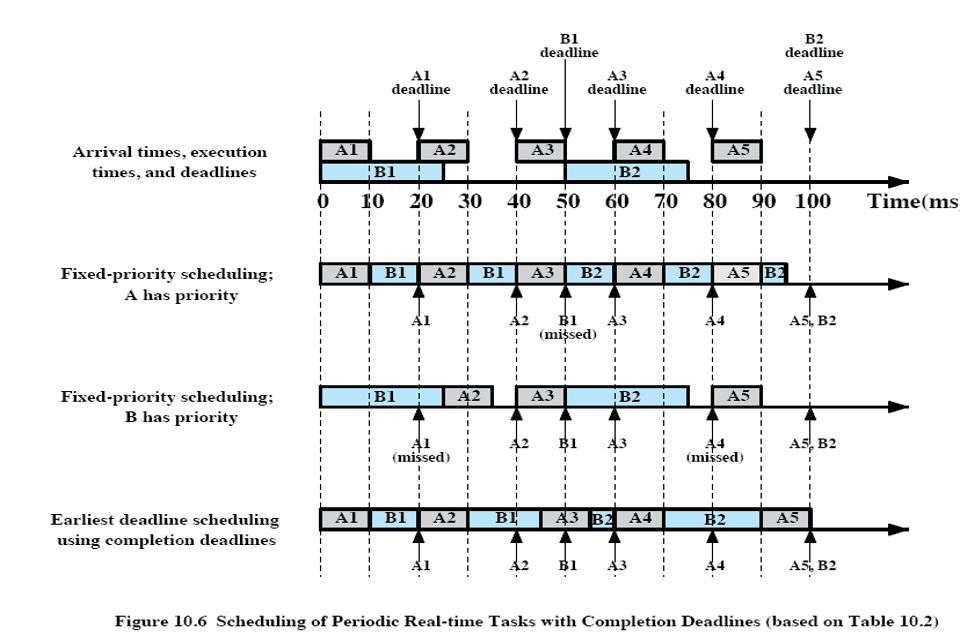 B1
deadline
B2
deadline
A1
deadline
A2
deadline
A3
deadline
A4
deadline
A5
deadline
Arrival times, execution
times, and deadlines
A1 A2 A3 A4 A5
B1 B2
0 10 20 30 40 50 60 70 80 90 100 Time(ms)
Fixed-priority scheduling;
A has priority
A1 B1 A2 B1 A3 B2 A4 B2 A5 B2
A1 A2 B1 A3 A4 A5, B2
(missed)
Fixed-priority scheduling;
B has priority
B1 A2 A3 B2 A5
A1 A2 B1 A3 A4 A5, B2
(missed) (missed)
Earliest deadline scheduling
using completion deadlines
A1 B1 A2 B1 A3 B2 A4 B2 A5
A1 A2 B1 A3 A4 A5, B2
Figure 10.6 Scheduling of Periodic Real-time Tasks with Completion Deadlines (based on Table 10.2)